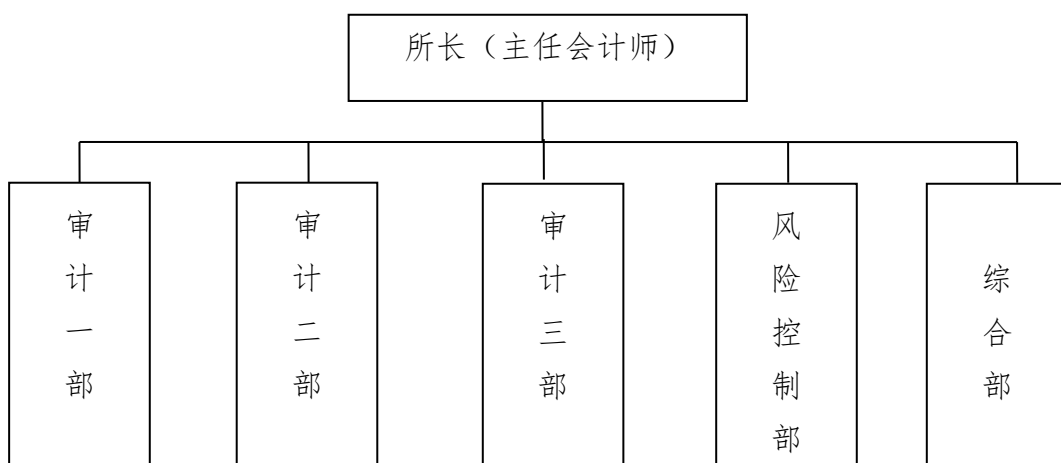 所长（主任会计师）
审计一部
审计二部
审计三部
风险控制部
综合部